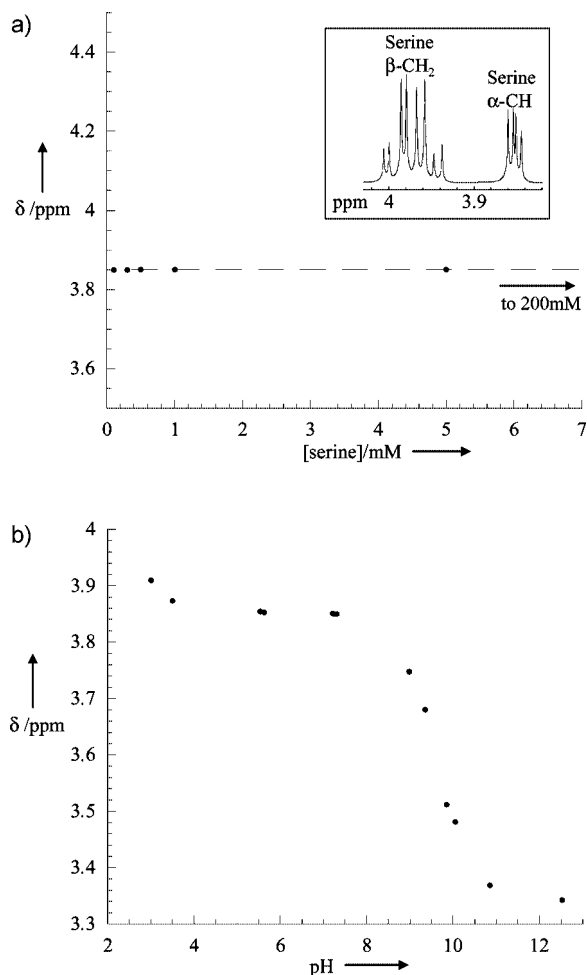 a)
4.4
4.2
δ /ppm
4
3.8
3.6
Serine
β-CH₂
Serine
α-CH
ppm 4 3.9
to 200mM
0 1 2 3 4 5 6 7
[serine]/mM
b)
4
3.9
3.8
3.7
δ /ppm
3.6
3.5
3.4
3.3
2 4 6 8 10 12
pH